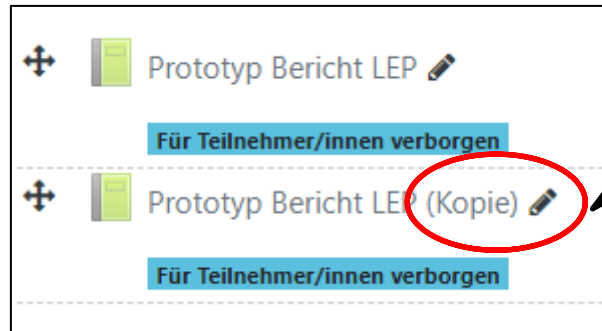 Prototyp Bericht LEP
Für Teilnehmer/innen verborgen
Prototyp Bericht LEP (Kopie)
Für Teilnehmer/innen verborgen